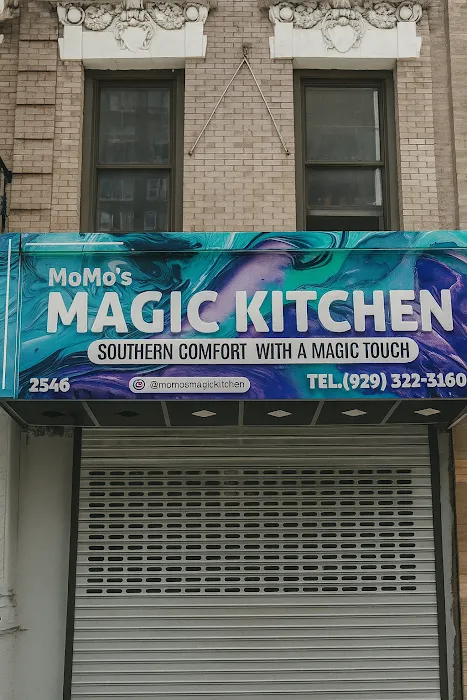 MoMo's
MAGIC KITCHEN
SOUTHERN COMFORT WITH A MAGIC TOUCH
2546
@momosmagickitchen
TEL.(929) 322-3160